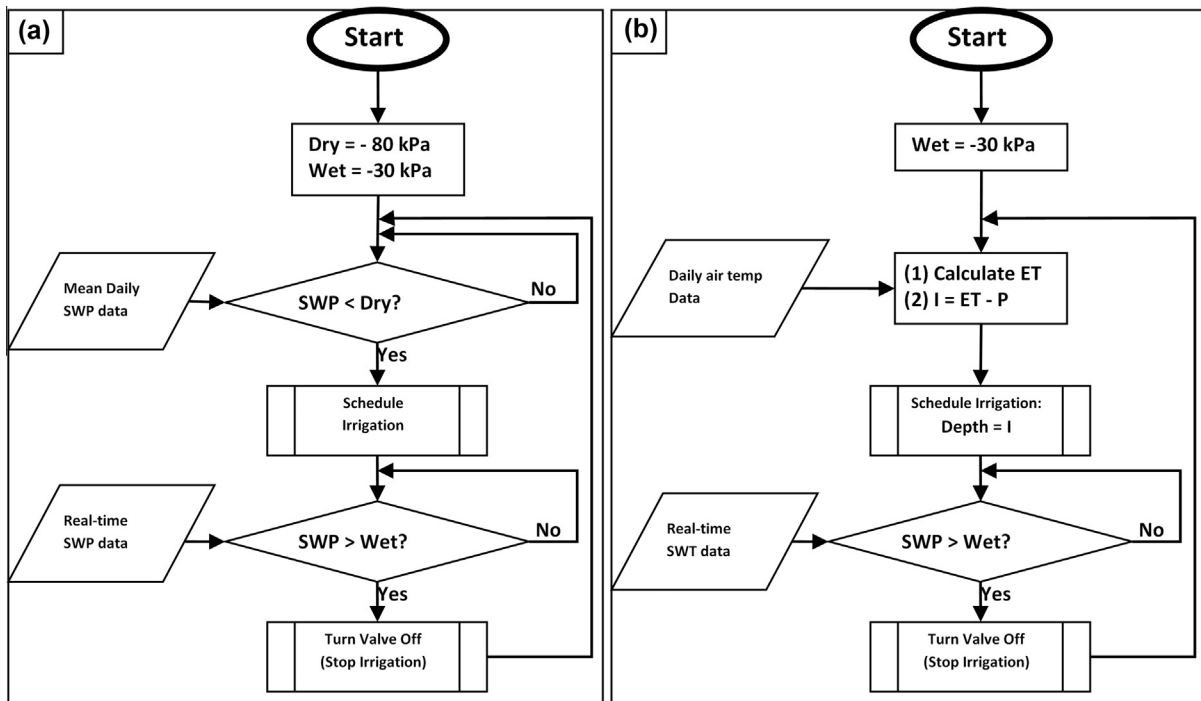 (a)
Start
Dry = - 80 kPa
Wet = -30 kPa
Mean Daily
SWP data
SWP < Dry?
No
Yes
Schedule
Irrigation
Real-time
SWP data
SWP > Wet?
No
Yes
Turn Valve Off
(Stop Irrigation)
(b)
Start
Wet = -30 kPa
Daily air temp
Data
(1) Calculate ET
(2) I = ET - P
Schedule Irrigation:
Depth = I
Real-time
SWT data
SWP > Wet?
No
Yes
Turn Valve Off
(Stop Irrigation)